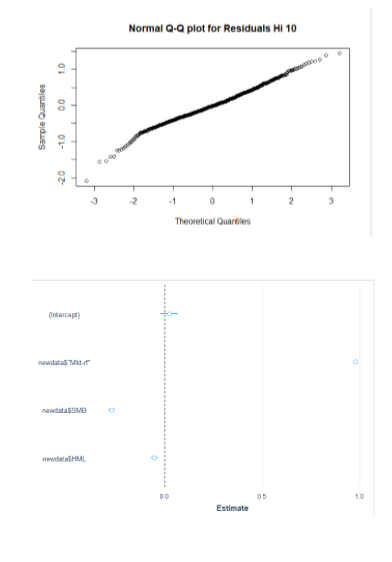 Normal Q-Q plot for Residuals Hi 10
Sample Quantiles
1.0
0.0
-1.0
-2.0
-3 -2 -1 0 1 2 3
Theoretical Quantiles
(Intercept)
newdata$"Mkt-rf"
newdata$SMB
newdata$HML
0.0 0.5 1.0
Estimate